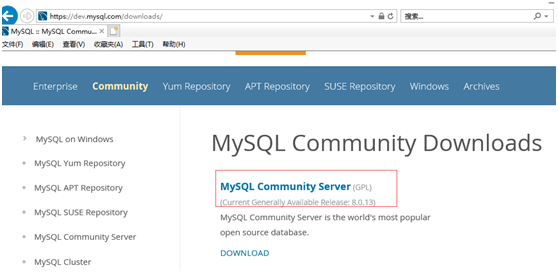 https://dev.mysql.com/downloads/
搜索...
MySQL :: MySQL Commu...
文件(F) 编辑(E) 查看(V) 收藏夹(A) 工具(T) 帮助(H)
Enterprise Community Yum Repository APT Repository SUSE Repository Windows Archives
MySQL on Windows
MySQL Yum Repository
MySQL APT Repository
MySQL SUSE Repository
MySQL Community Server
MySQL Cluster
MySQL Community Downloads
MySQL Community Server (GPL)
(Current Generally Available Release: 8.0.13)
MySQL Community Server is the world's most popular
open source database.
DOWNLOAD